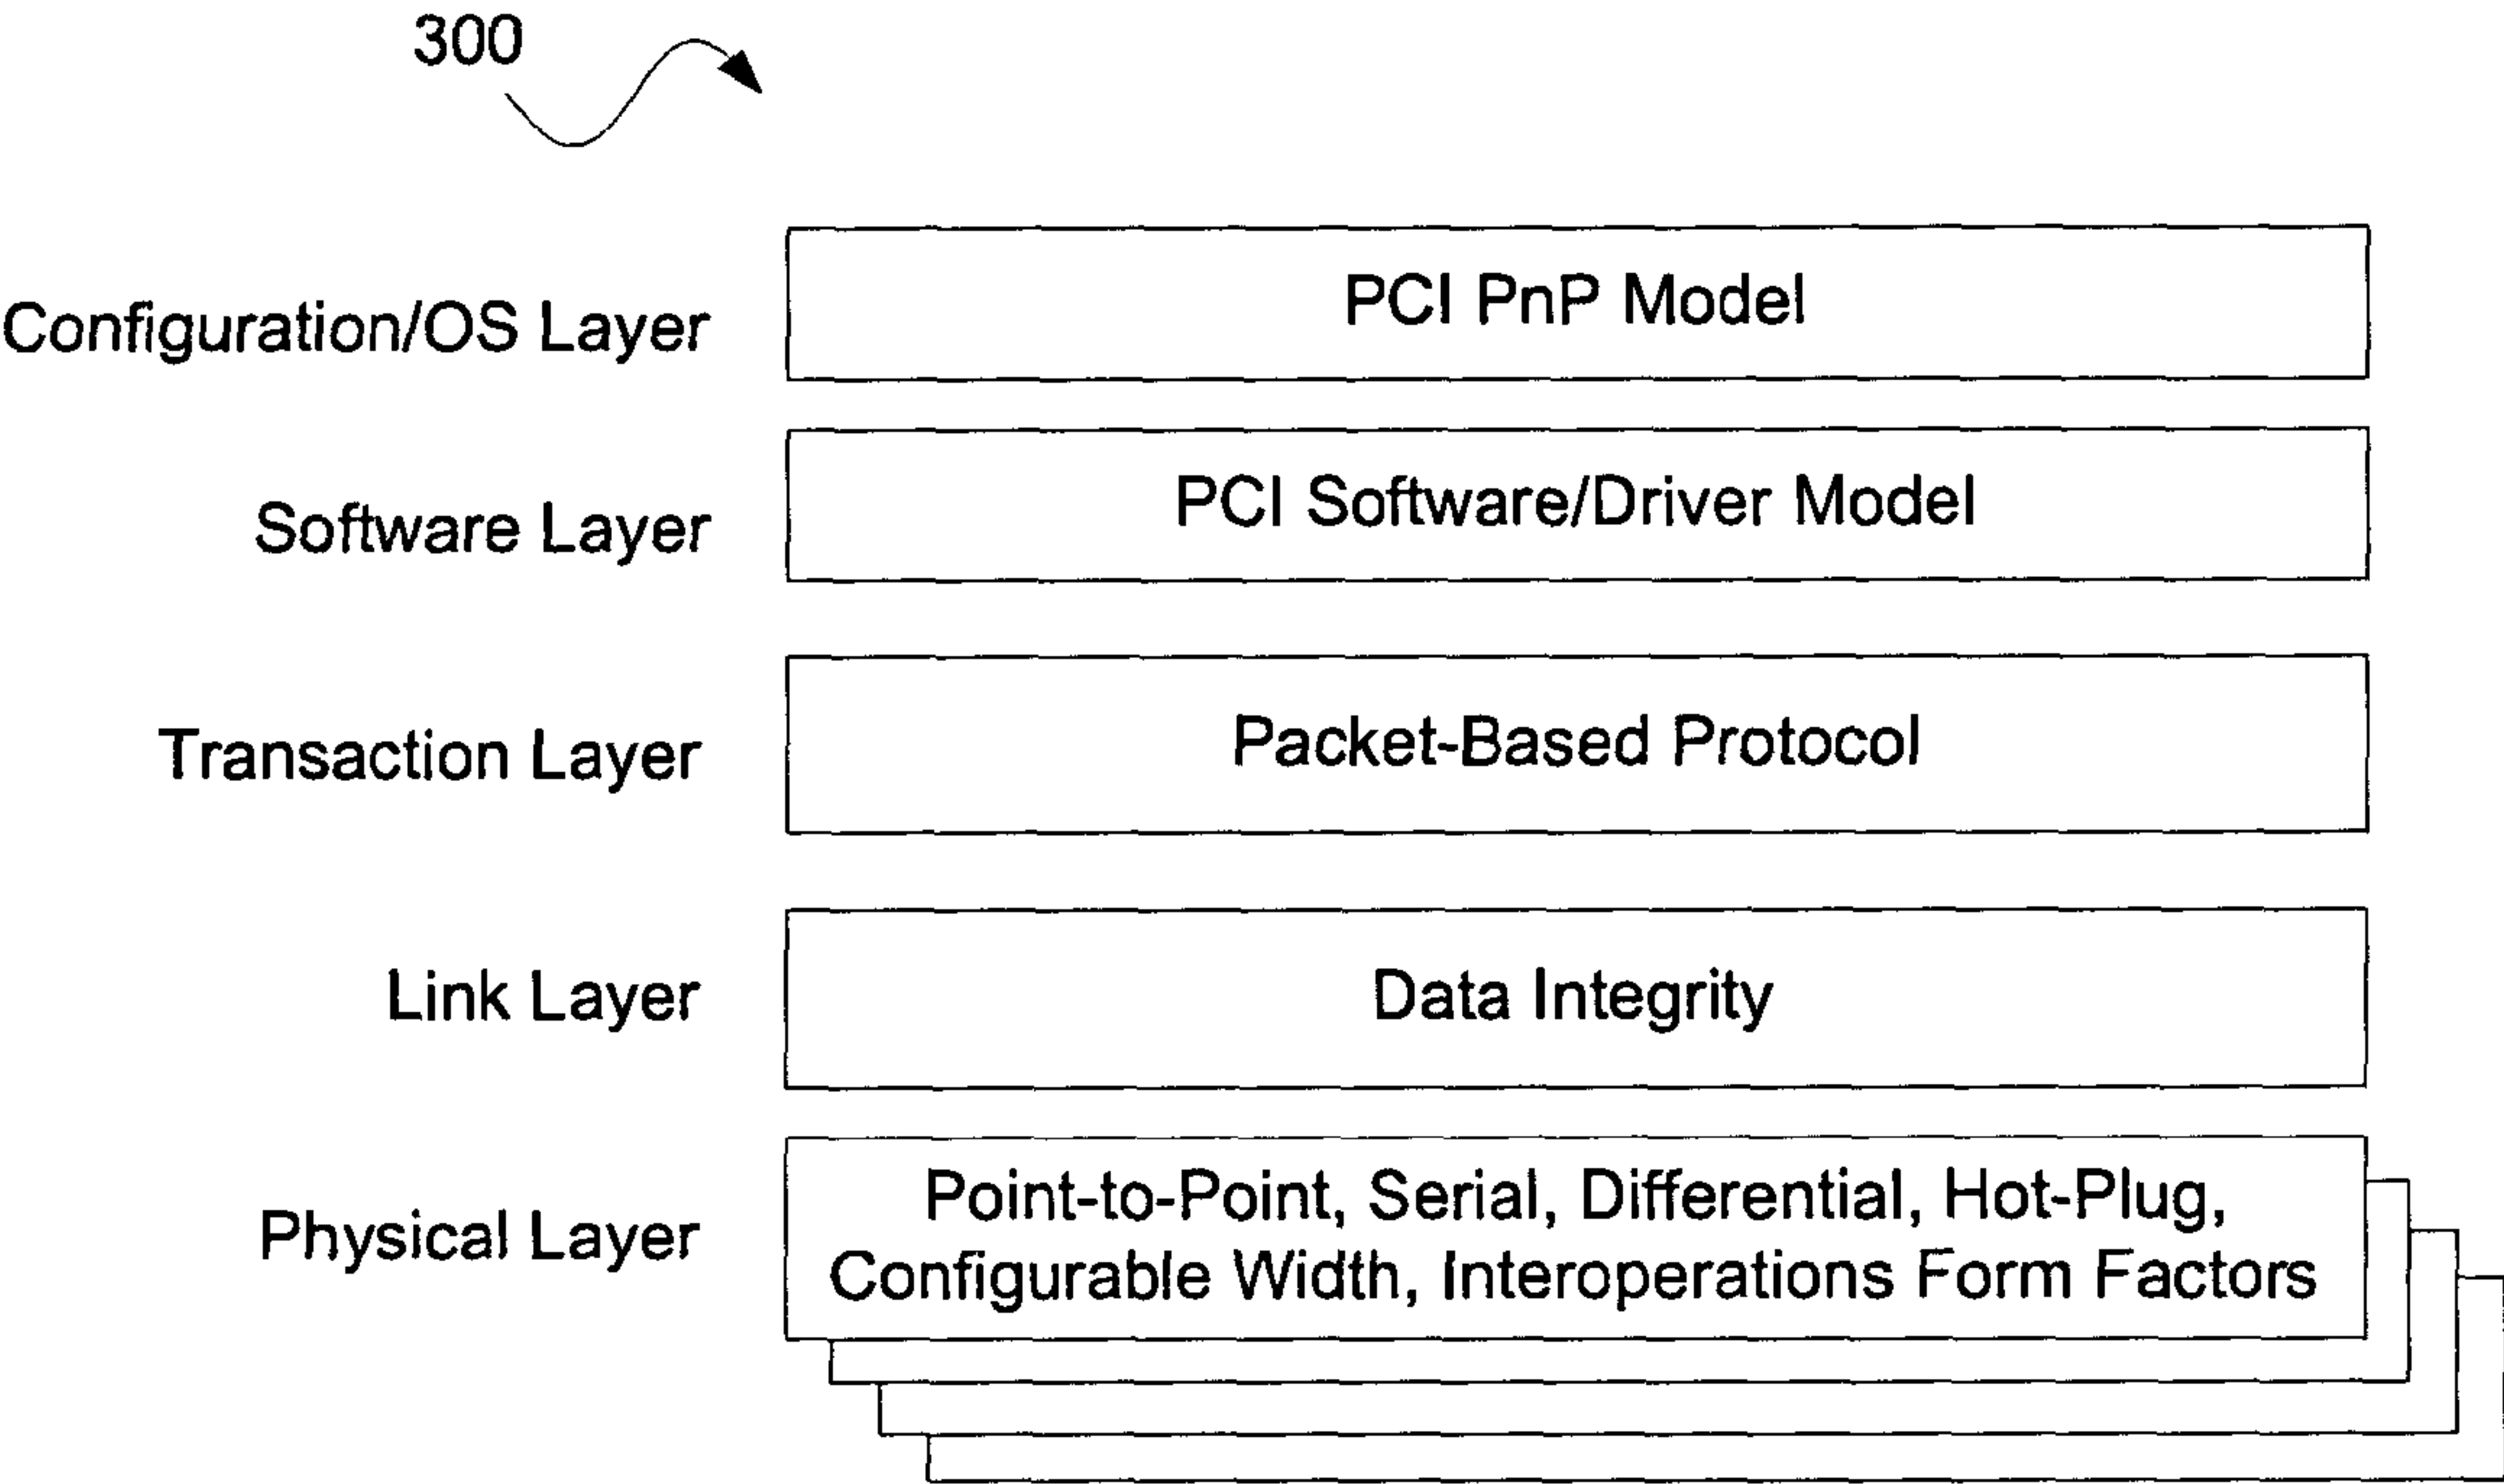 300
Configuration/OS Layer
PCI PnP Model
Software Layer
PCI Software/Driver Model
Transaction Layer
Packet-Based Protocol
Link Layer
Data Integrity
Physical Layer
Point-to-Point, Serial, Differential, Hot-Plug,
Configurable Width, Interoperations Form Factors